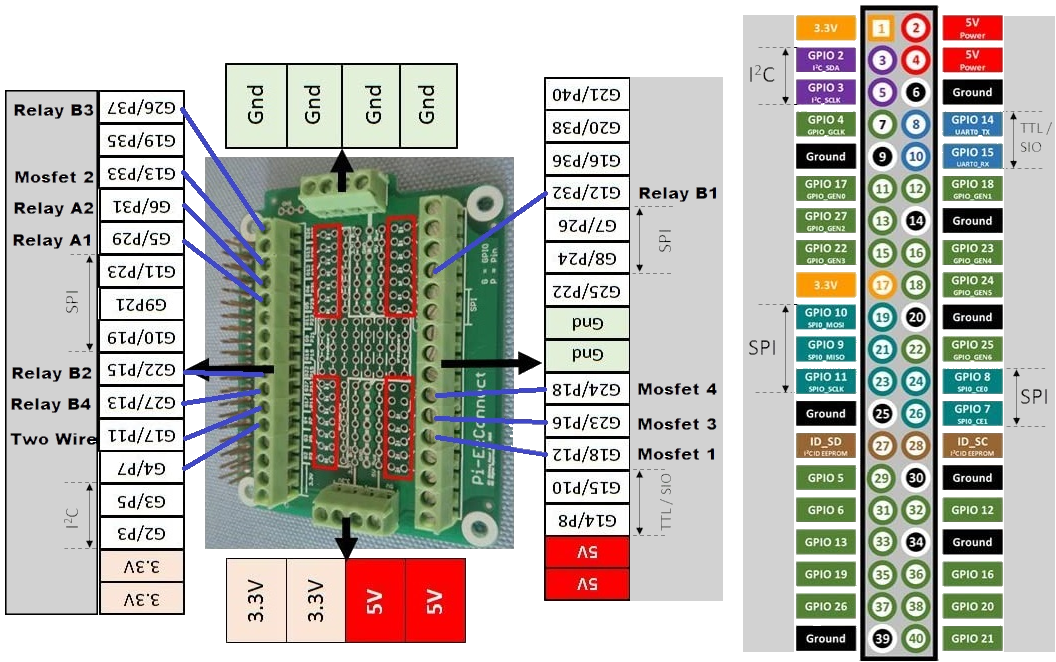 Relay B3
Mosfet 2
Relay A2
Relay A1
SPI
Relay B2
Relay B4
Two Wire
I²C
G26/P37
G19/P35
G13/P33
G6/P31
G5/P29
G11/P23
G9P21
G10/P19
G22/P15
G27/P13
G17/P11
G4/P7
G3/P5
G2/P3
3.3V
3.3V
Gnd
Gnd
Gnd
Gnd
G = GPIO
P = Pin
SPI
Pi-EzConnect
3.3V
3.3V
5V
5V
G21/P40
G20/P38
G16/P36
G12/P32
G7/P26
G8/P24
G25/P22
Gnd
Gnd
G24/P18
G23/P16
G18/P12
G15/P10
G14/P8
5V
5V
Relay B1
SPI
Mosfet 4
Mosfet 3
Mosfet 1
TTL / SIO
3.3V
1
2
5V
Power
I²C
GPIO 2
I²C_SDA
3
4
5V
Power
GPIO 3
I²C_SCLK
5
6
Ground
GPIO 4
GPIO_GCLK
7
8
GPIO 14
UART0_TX
TTL /
SIO
Ground
9
10
GPIO 15
UART0_RX
GPIO 17
GPIO_GEN0
11
12
GPIO 18
GPIO_GEN1
GPIO 27
GPIO_GEN2
13
14
Ground
GPIO 22
GPIO_GEN3
15
16
GPIO 23
GPIO_GEN4
3.3V
17
18
GPIO 24
GPIO_GEN5
SPI
GPIO 10
SPI0_MOSI
19
20
Ground
GPIO 9
SPI0_MISO
21
22
GPIO 25
GPIO_GEN6
GPIO 11
SPIO_SCLK
23
24
GPIO 8
SPI0_CE0
SPI
Ground
25
26
GPIO 7
SPI0_CE1
ID_SD
I²CID EEPROM
27
28
ID_SC
I²CID EEPROM
GPIO 5
29
30
Ground
GPIO 6
31
32
GPIO 12
GPIO 13
33
34
Ground
GPIO 19
35
36
GPIO 16
GPIO 26
37
38
GPIO 20
Ground
39
40
GPIO 21